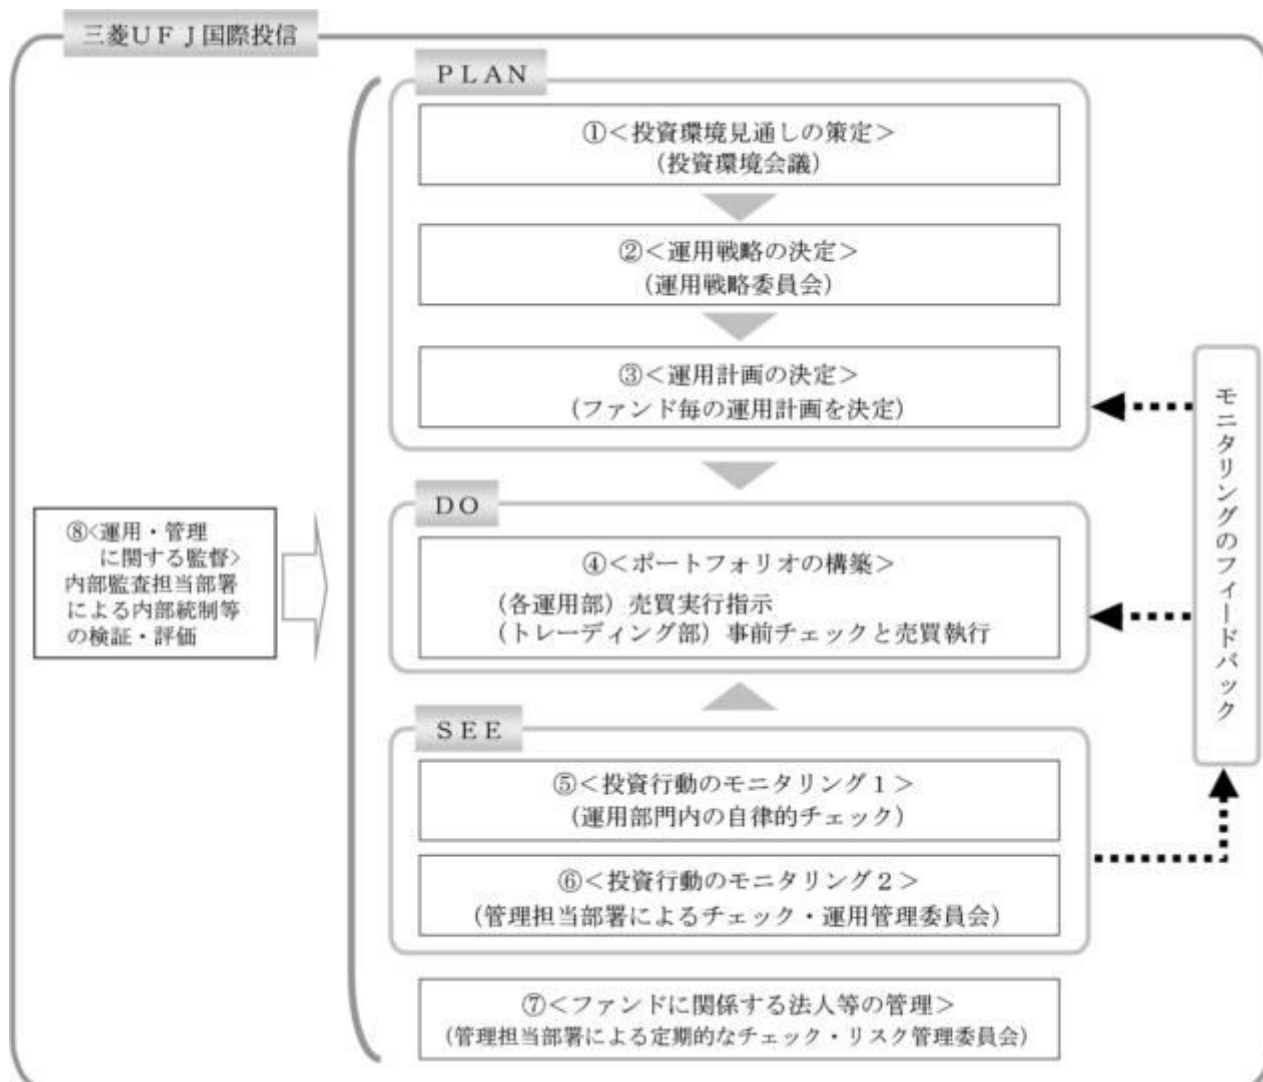 三菱ＵＦＪ国際投信
ＰＬＡＮ
①＜投資環境見通しの策定＞
（投資環境会議）
②＜運用戦略の決定＞
（運用戦略委員会）
③＜運用計画の決定＞
（ファンド毎の運用計画を決定）
ＤＯ
④＜ポートフォリオの構築＞
（各運用部）売買実行指示
（トレーディング部）事前チェックと売買執行
ＳＥＥ
⑤＜投資行動のモニタリング１＞
（運用部門内の自律的チェック）
⑥＜投資行動のモニタリング２＞
（管理担当部署によるチェック・運用管理委員会）
⑦＜ファンドに関係する法人等の管理＞
（管理担当部署による定期的なチェック・リスク管理委員会）
⑧<運用・管理
に関する監督>
内部監査担当部署
による内部統制等
の検証・評価
モニタリングのフィードバック